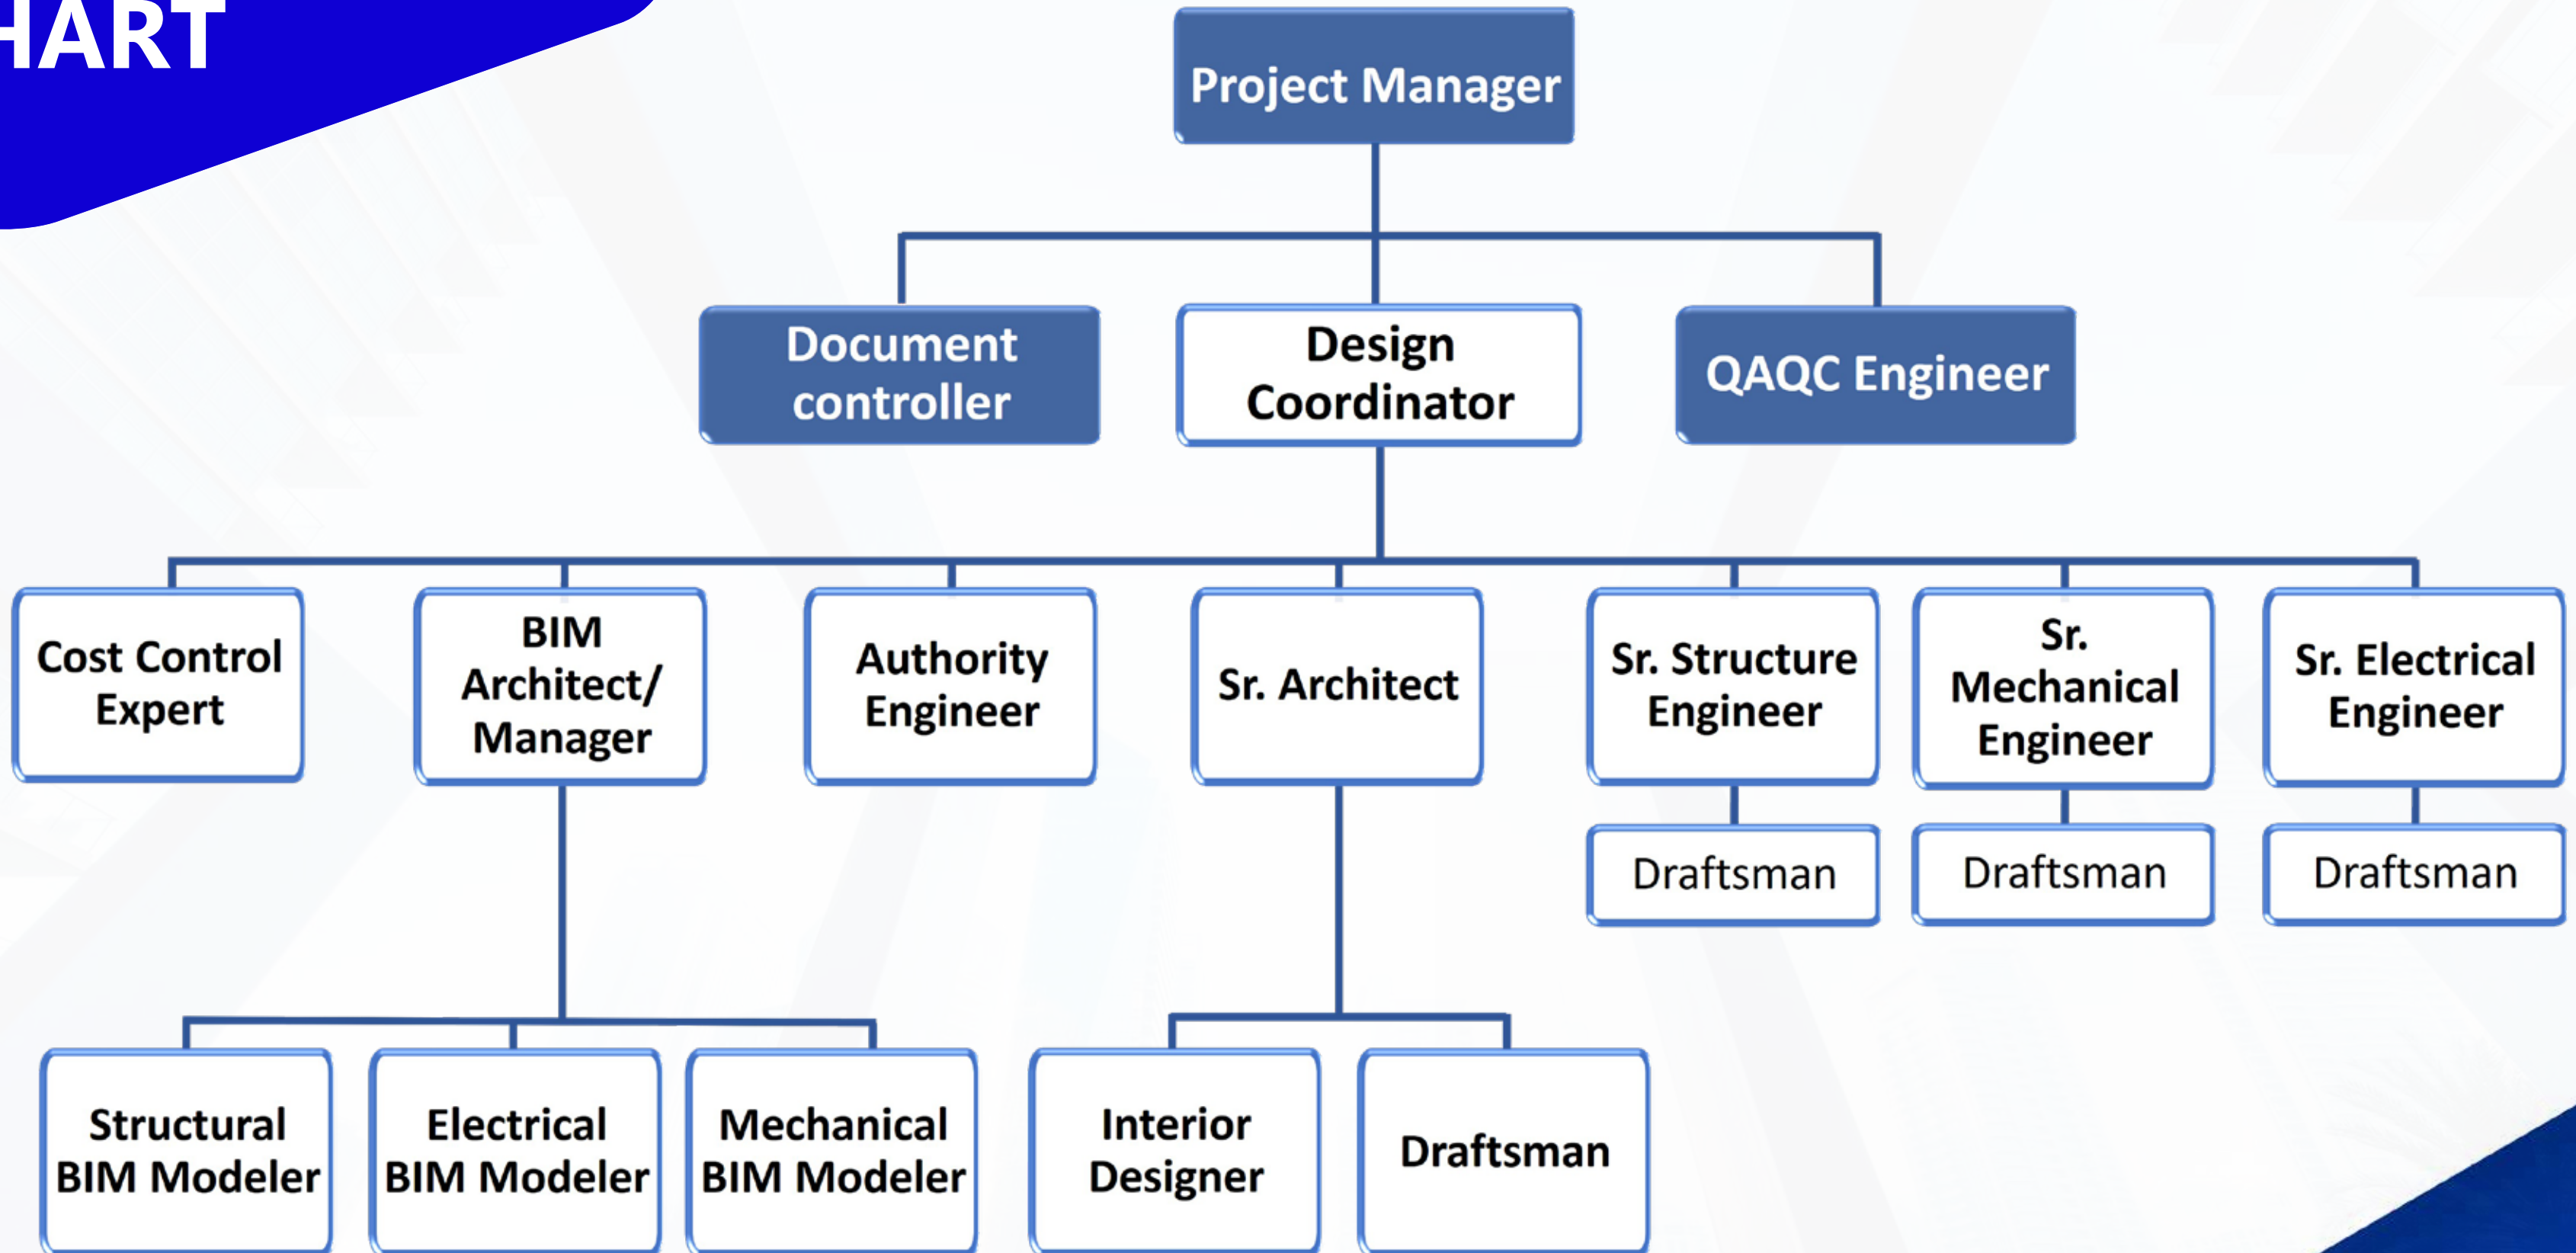 HART
Project Manager
Document
controller
Design
Coordinator
QAQC Engineer
Cost Control
Expert
BIM
Architect/
Manager
Authority
Engineer
Sr. Architect
Sr. Structure
Engineer
Sr.
Mechanical
Engineer
Sr. Electrical
Engineer
Draftsman
Draftsman
Draftsman
Structural
BIM Modeler
Electrical
BIM Modeler
Mechanical
BIM Modeler
Interior
Designer
Draftsman